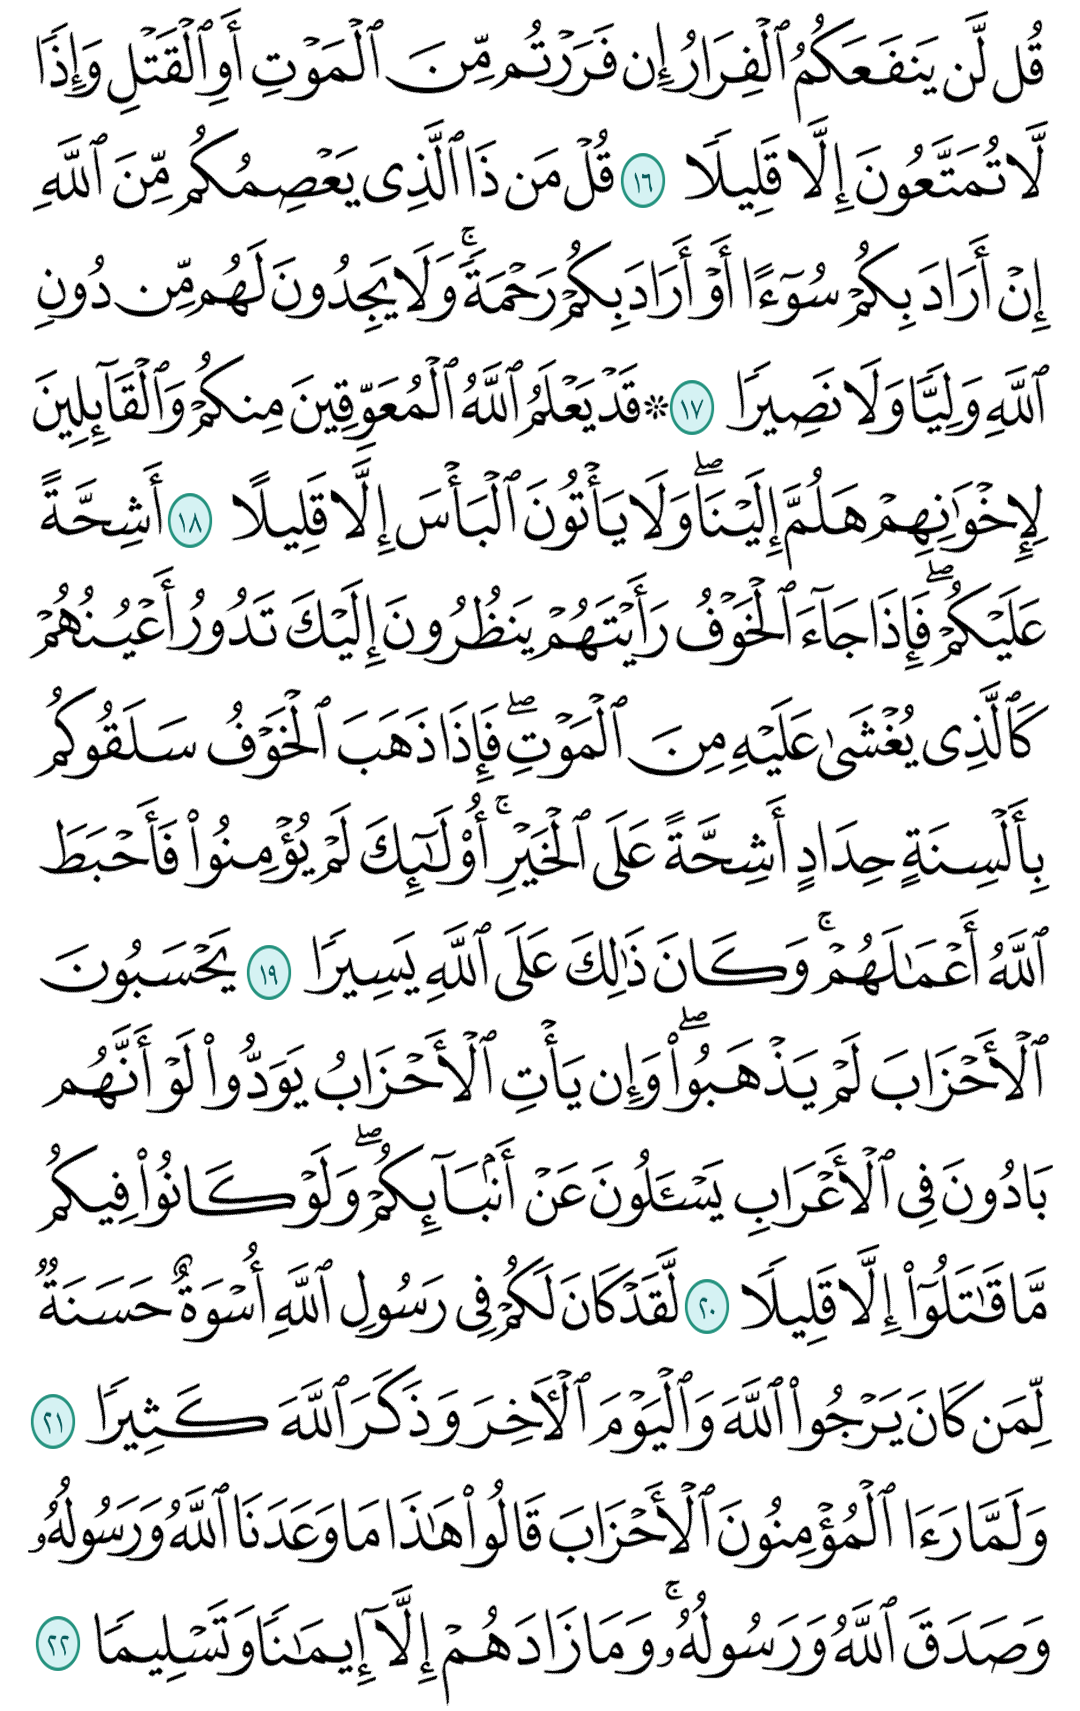 قُل لَّن يَنفَعَكُمُ ٱلْفِرَارُ إِن فَرَرْتُم مِّنَ ٱلْمَوْتِ أَوِ ٱلْقَتْلِ وَإِذًا
لَّا تُمَتَّعُونَ إِلَّا قَلِيلًا ١٦ قُلْ مَن ذَا ٱلَّذِى يَعْصِمُكُم مِّنَ ٱللَّهِ
إِنْ أَرَادَ بِكُمْ سُوٓءًا أَوْ أَرَادَ بِكُمْ رَحْمَةً ۚ وَلَا يَجِدُونَ لَهُم مِّن دُونِ
ٱللَّهِ وَلِيًّا وَلَا نَصِيرًا ١٧ ۞ قَدْ يَعْلَمُ ٱللَّهُ ٱلْمُعَوِّقِينَ مِنكُمْ وَٱلْقَآئِلِينَ
لِإِخْوَٰنِهِمْ هَلُمَّ إِلَيْنَا ۖ وَلَا يَأْتُونَ ٱلْبَأْسَ إِلَّا قَلِيلًا ١٨ أَشِحَّةً
عَلَيْكُمْ ۖ فَإِذَا جَآءَ ٱلْخَوْفُ رَأَيْتَهُمْ يَنظُرُونَ إِلَيْكَ تَدُورُ أَعْيُنُهُمْ
كَٱلَّذِى يُغْشَىٰ عَلَيْهِ مِنَ ٱلْمَوْتِ ۖ فَإِذَا ذَهَبَ ٱلْخَوْفُ سَلَقُوكُم
بِأَلْسِنَةٍ حِدَادٍ أَشِحَّةً عَلَى ٱلْخَيْرِ ۚ أُو۟لَـٰٓئِكَ لَمْ يُؤْمِنُوا۟ فَأَحْبَطَ
ٱللَّهُ أَعْمَـٰلَهُمْ ۚ وَكَانَ ذَٰلِكَ عَلَى ٱللَّهِ يَسِيرًا ١٩ يَحْسَبُونَ
ٱلْأَحْزَابَ لَمْ يَذْهَبُوا۟ ۖ وَإِن يَأْتِ ٱلْأَحْزَابُ يَوَدُّوا۟ لَوْ أَنَّهُم
بَادُونَ فِى ٱلْأَعْرَابِ يَسْـَٔلُونَ عَنْ أَنۢبَآئِكُمْ ۖ وَلَوْ كَانُوا۟ فِيكُم
مَّا قَـٰتَلُوٓا۟ إِلَّا قَلِيلًا ٢٠ لَّقَدْ كَانَ لَكُمْ فِى رَسُولِ ٱللَّهِ أُسْوَةٌ حَسَنَةٌ
لِّمَن كَانَ يَرْجُوا۟ ٱللَّهَ وَٱلْيَوْمَ ٱلْـَٔاخِرَ وَذَكَرَ ٱللَّهَ كَثِيرًا ٢١
وَلَمَّا رَءَا ٱلْمُؤْمِنُونَ ٱلْأَحْزَابَ قَالُوا۟ هَـٰذَا مَا وَعَدَنَا ٱللَّهُ وَرَسُولُهُۥ
وَصَدَقَ ٱللَّهُ وَرَسُولُهُۥ ۚ وَمَا زَادَهُمْ إِلَّآ إِيمَـٰنًا وَتَسْلِيمًا ٢٢